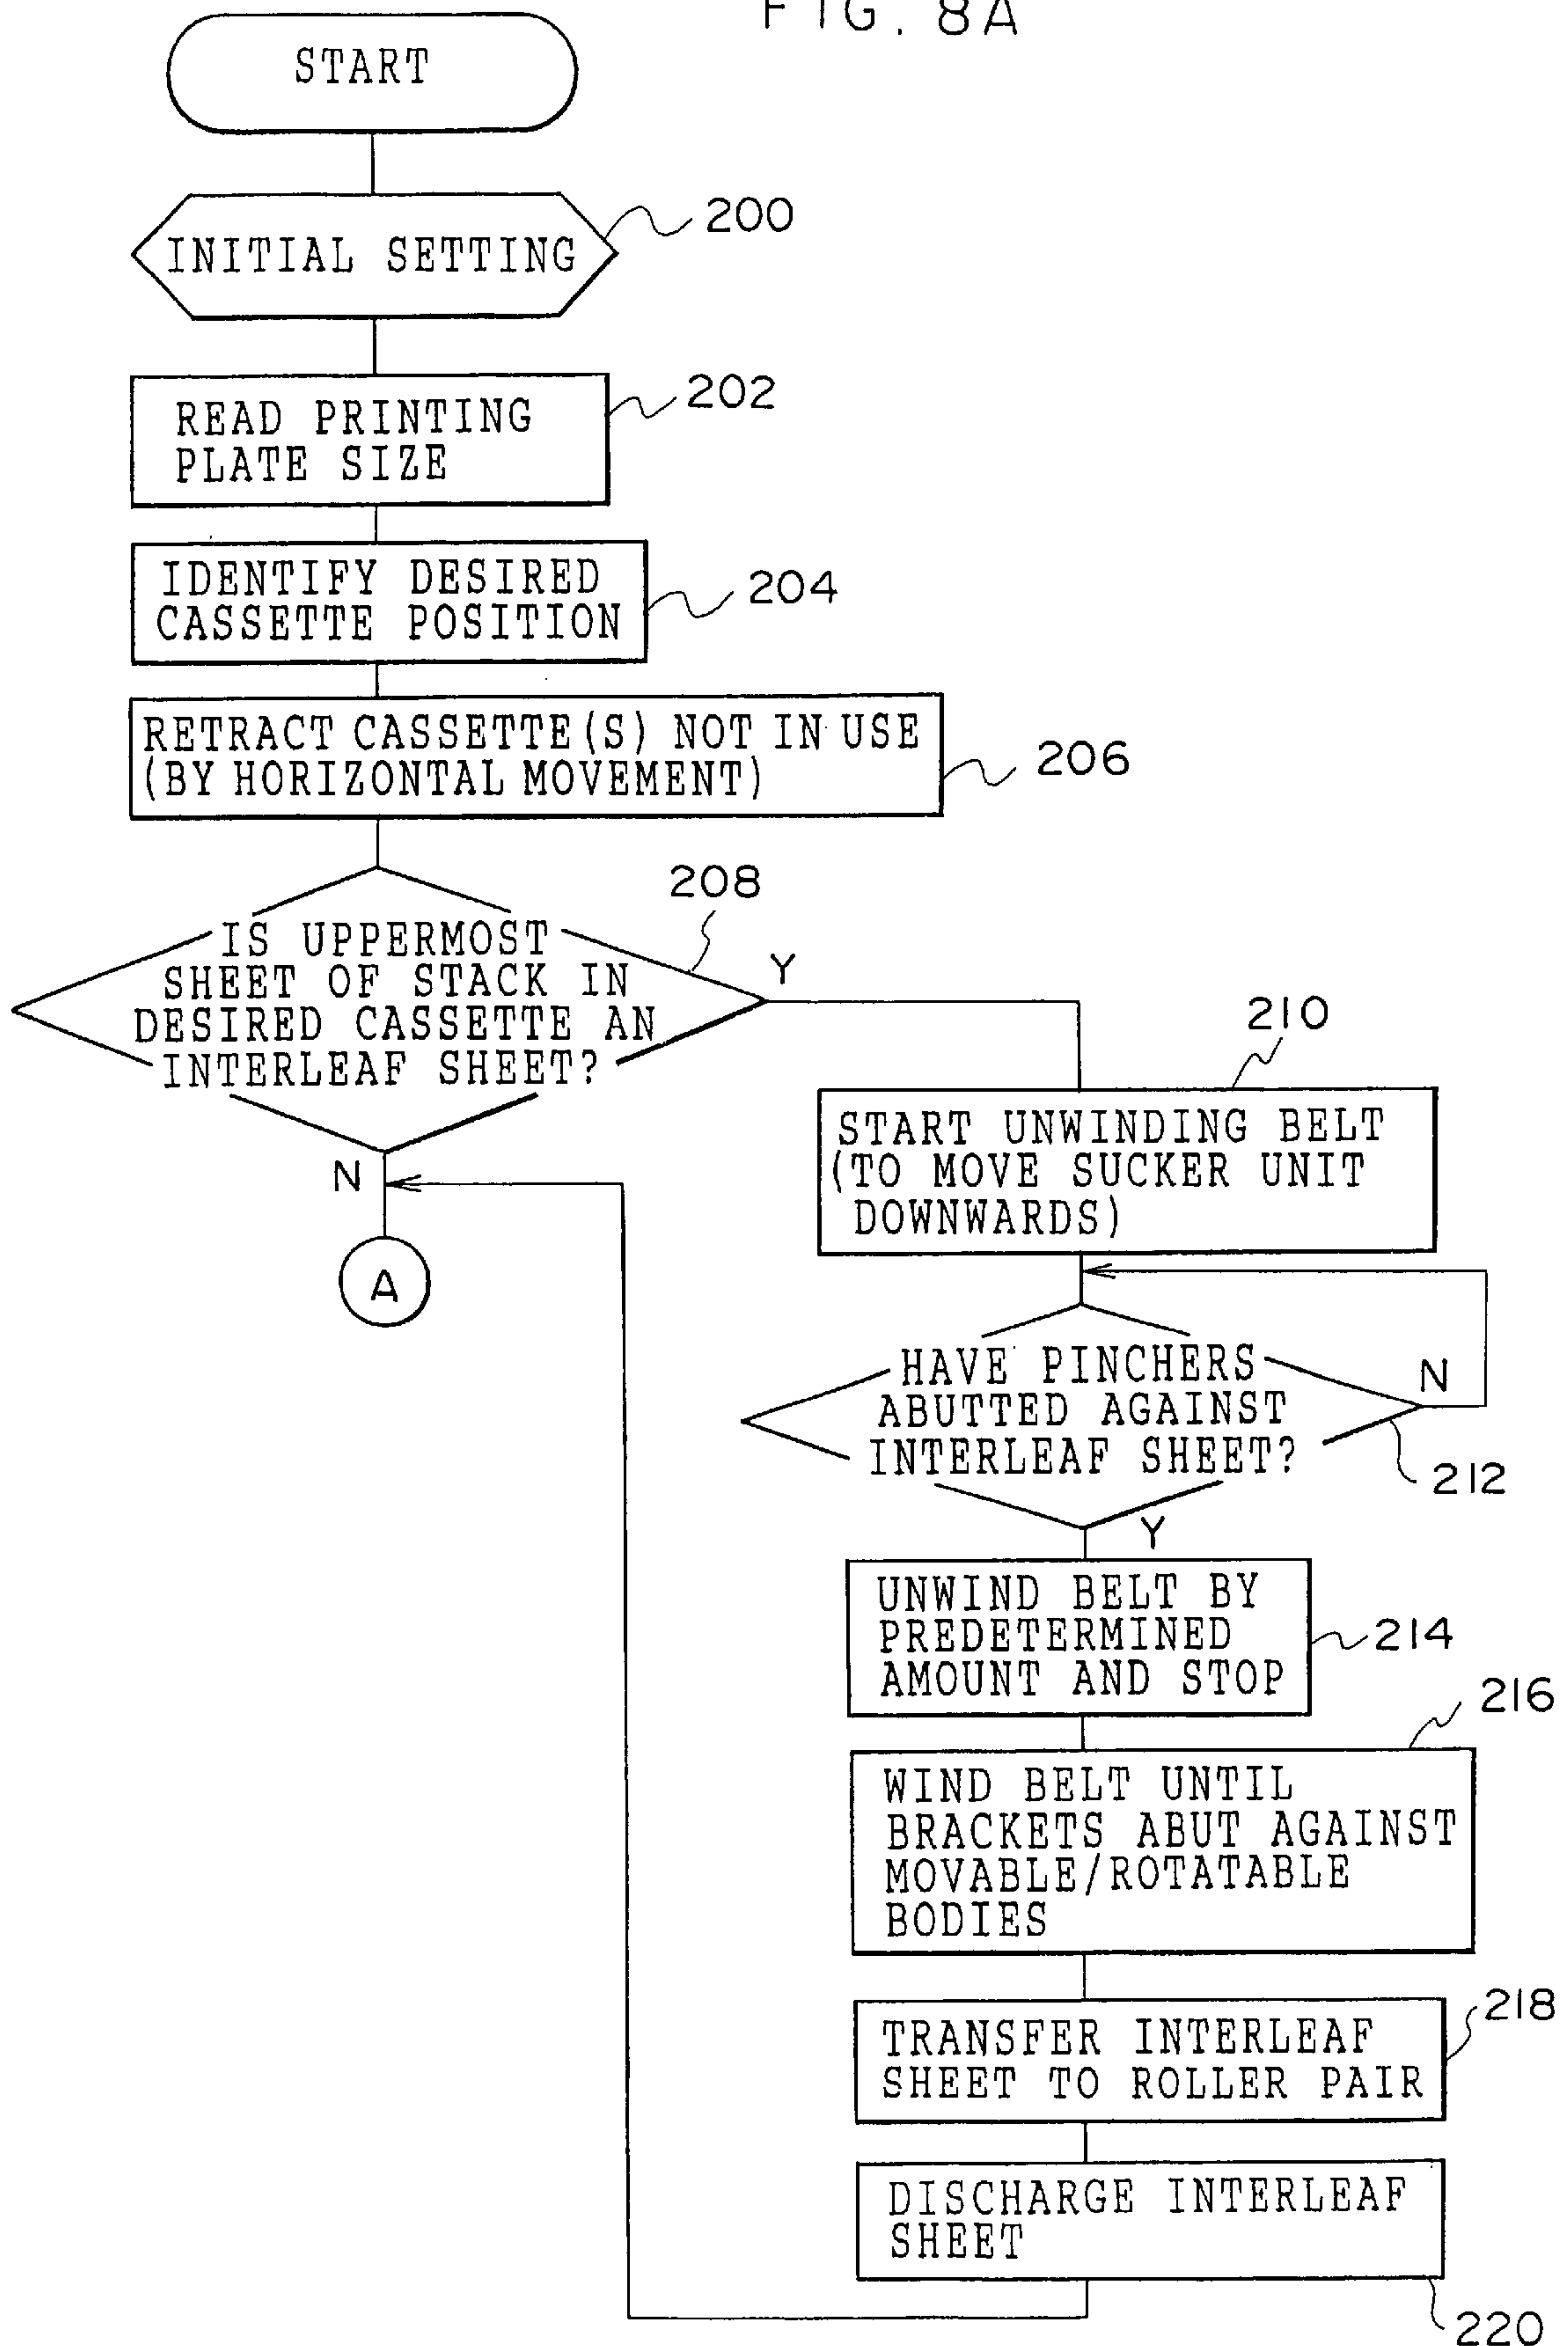 FIG. 8A
START
INITIAL SETTING
200
READ PRINTING
PLATE SIZE
202
IDENTIFY DESIRED
CASSETTE POSITION
204
RETRACT CASSETTE(S) NOT IN USE
(BY HORIZONTAL MOVEMENT)
206
208
IS UPPERMOST
SHEET OF STACK IN
DESIRED CASSETTE AN
INTERLEAF SHEET?
Y
N
A
210
START UNWINDING BELT
(TO MOVE SUCKER UNIT
DOWNWARDS)
HAVE PINCHERS
ABUTTED AGAINST
INTERLEAF SHEET?
N
212
Y
UNWIND BELT BY
PREDETERMINED
AMOUNT AND STOP
214
216
WIND BELT UNTIL
BRACKETS ABUT AGAINST
MOVABLE/ROTATABLE
BODIES
218
TRANSFER INTERLEAF
SHEET TO ROLLER PAIR
DISCHARGE INTERLEAF
SHEET
220